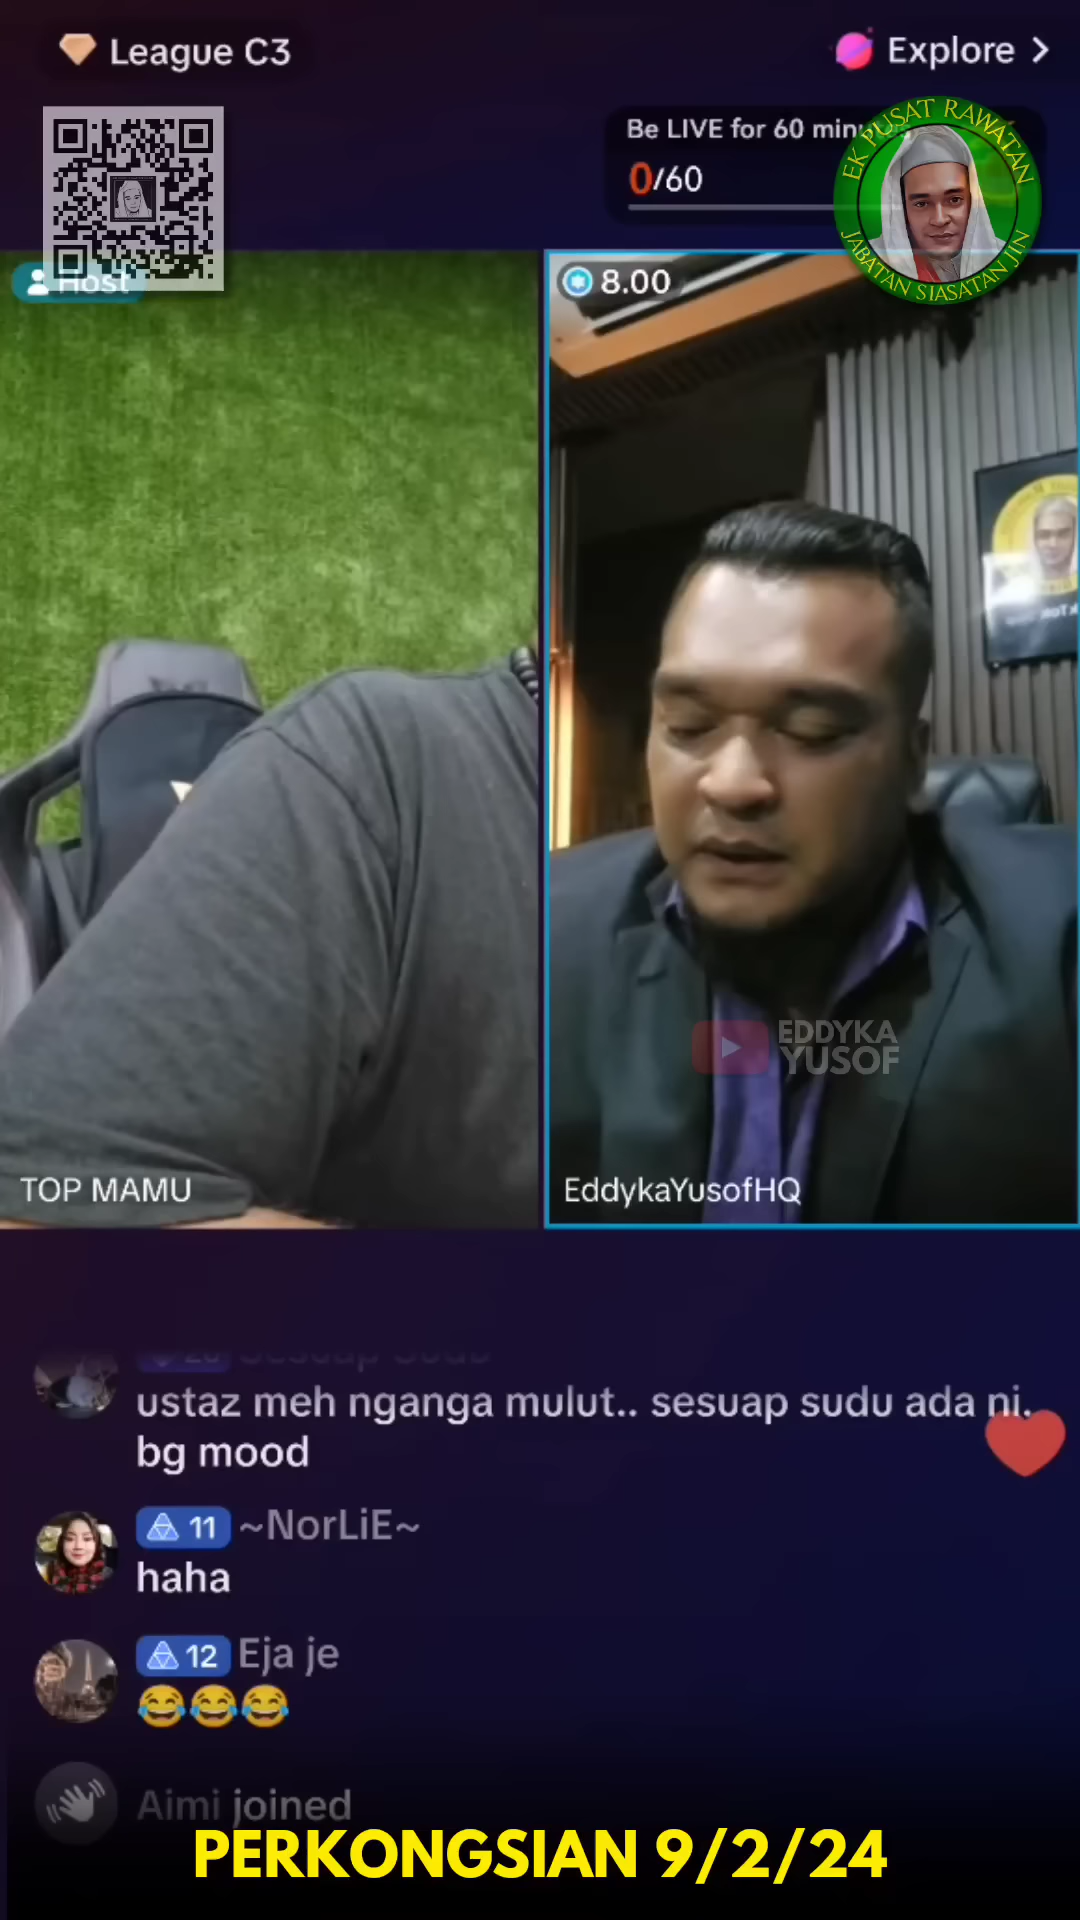 League C3
Explore
Be LIVE for 60
0/60
EK PUSAT RAWATAN
JABATAN SIASATAN JIN
Host
8.00
EDDYKA
YUSOF
TOP MAMU
EddykaYusofHQ
ustaz meh nganga mulut.. sesuap sudu ada ni.
bg mood
11 ~NorLiE~
haha
12 Eja je
😂😂😂
Aimi joined
PERKONGSIAN 9/2/24